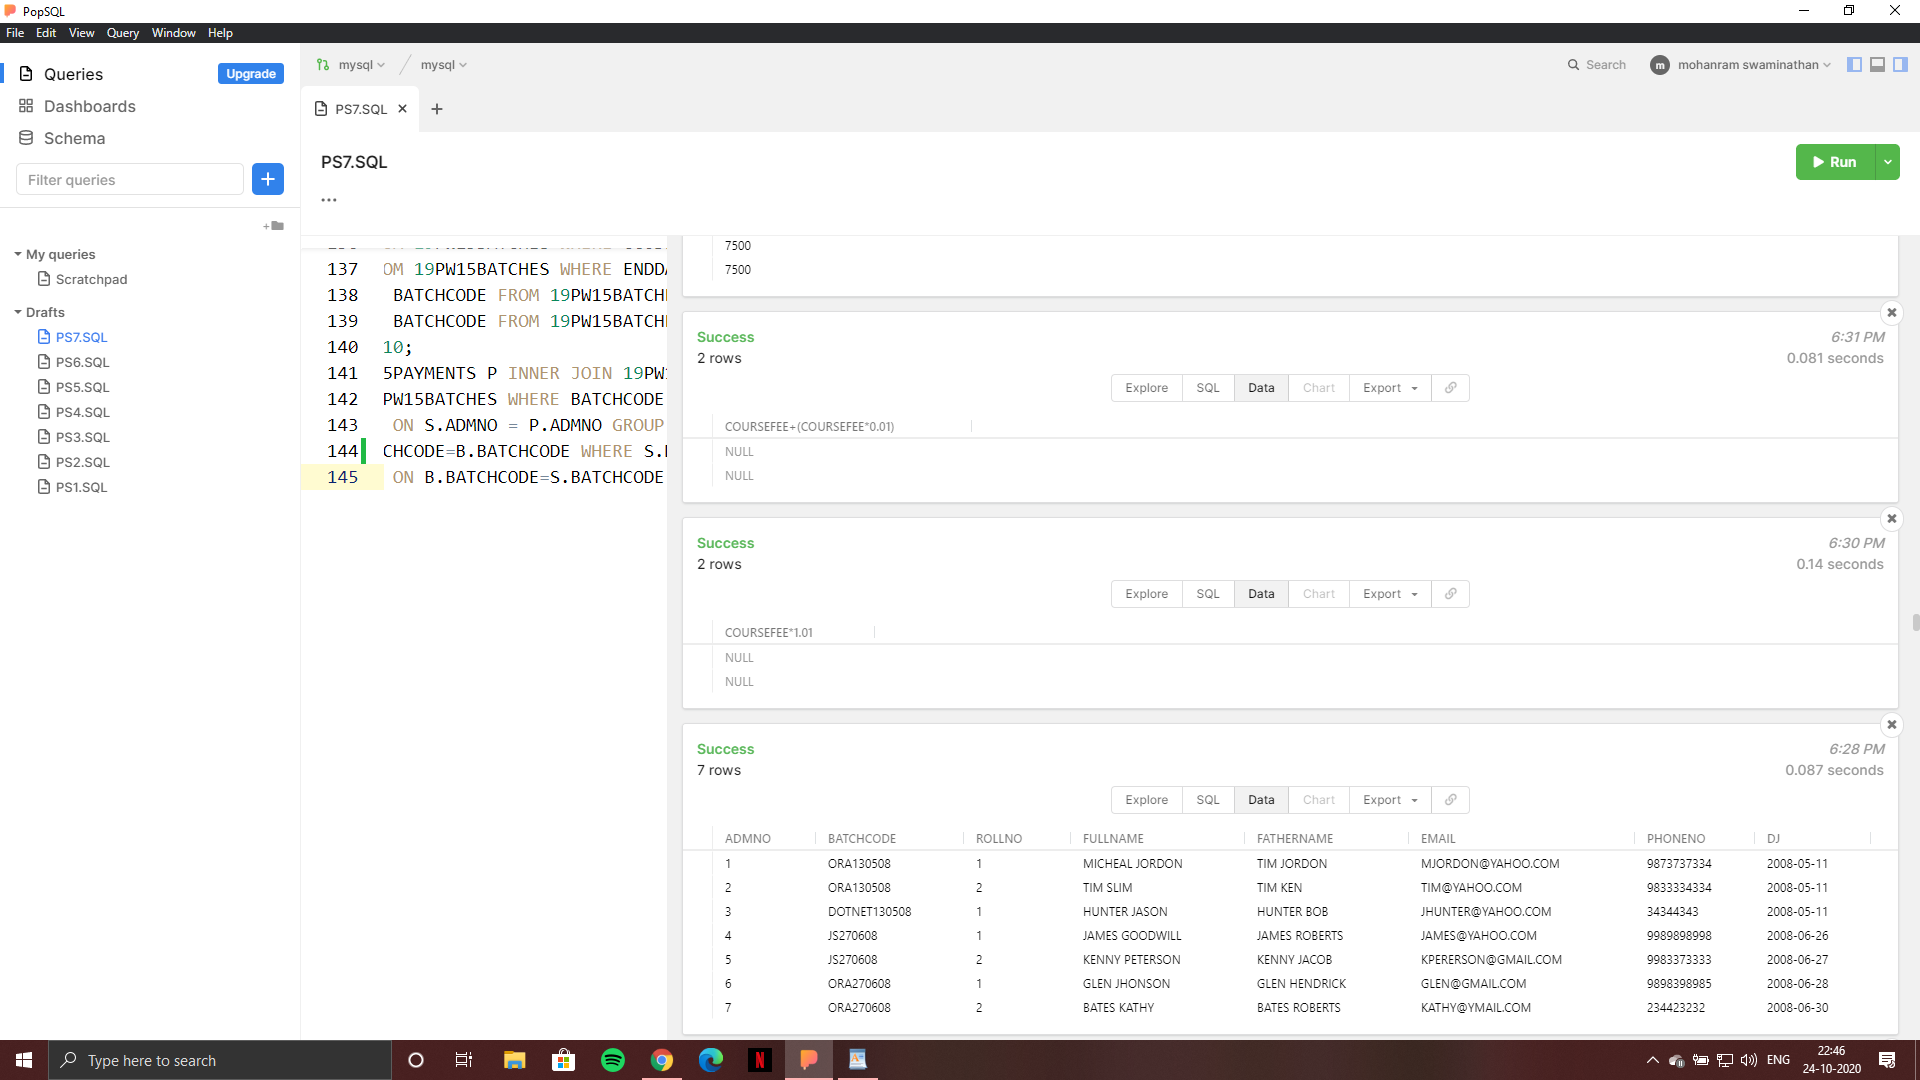 PopSQL
File Edit View Query Window Help
Queries
Upgrade
Dashboards
Schema
Filter queries
My queries
Scratchpad
Drafts
PS7.SQL
PS6.SQL
PS5.SQL
PS4.SQL
PS3.SQL
PS2.SQL
PS1.SQL
mysql mysql
Search
m mohanram swaminathan
PS7.SQL
PS7.SQL
...
Run
137 OM 19PW15BATCHES WHERE ENDDA
138 BATCHCODE FROM 19PW15BATCHE
139 BATCHCODE FROM 19PW15BATCHE
140 10;
141 5PAYMENTS P INNER JOIN 19PW1
142 PW15BATCHES WHERE BATCHCODE
143 ON S.ADMNO = P.ADMNO GROUP
144 CHCODE=B.BATCHCODE WHERE S.
145 ON B.BATCHCODE=S.BATCHCODE
7500
7500
Success 6:31 PM
2 rows 0.081 seconds
Explore SQL Data Chart Export
COURSEFEE+(COURSEFEE*0.01)
NULL
NULL
Success 6:30 PM
2 rows 0.14 seconds
Explore SQL Data Chart Export
COURSEFEE*1.01
NULL
NULL
Success 6:28 PM
7 rows 0.087 seconds
Explore SQL Data Chart Export
ADMNO BATCHCODE ROLLNO FULLNAME FATHERNAME EMAIL PHONENO DJ
1 ORA130508 1 MICHEAL JORDON TIM JORDON MJORDON@YAHOO.COM 9873737334 2008-05-11
2 ORA130508 2 TIM SLIM TIM KEN TIM@YAHOO.COM 9833334334 2008-05-11
3 DOTNET130508 1 HUNTER JASON HUNTER BOB JHUNTER@YAHOO.COM 34344343 2008-05-11
4 JS270608 1 JAMES GOODWILL JAMES ROBERTS JAMES@YAHOO.COM 9989898998 2008-06-26
5 JS270608 2 KENNY PETERSON KENNY JACOB KPERERSON@GMAIL.COM 9983373333 2008-06-27
6 ORA270608 1 GLEN JHONSON GLEN HENDRICK GLEN@GMAIL.COM 9898398985 2008-06-28
7 ORA270608 2 BATES KATHY BATES ROBERTS KATHY@YMAIL.COM 234423232 2008-06-30
Type here to search
ENG
22:46
24-10-2020